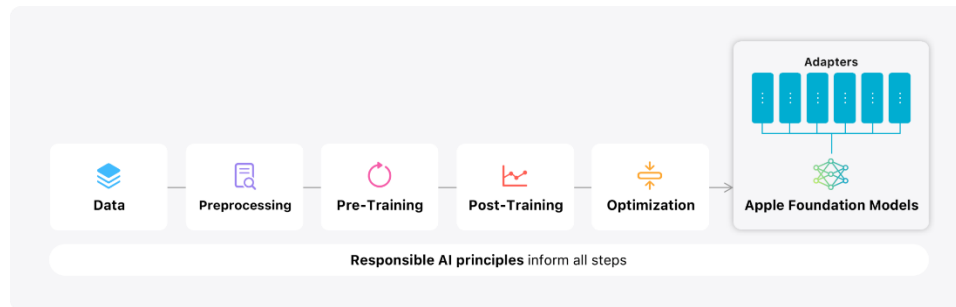 Adapters
Data
Preprocessing
Pre-Training
Post-Training
Optimization
Apple Foundation Models
Responsible AI principles inform all steps